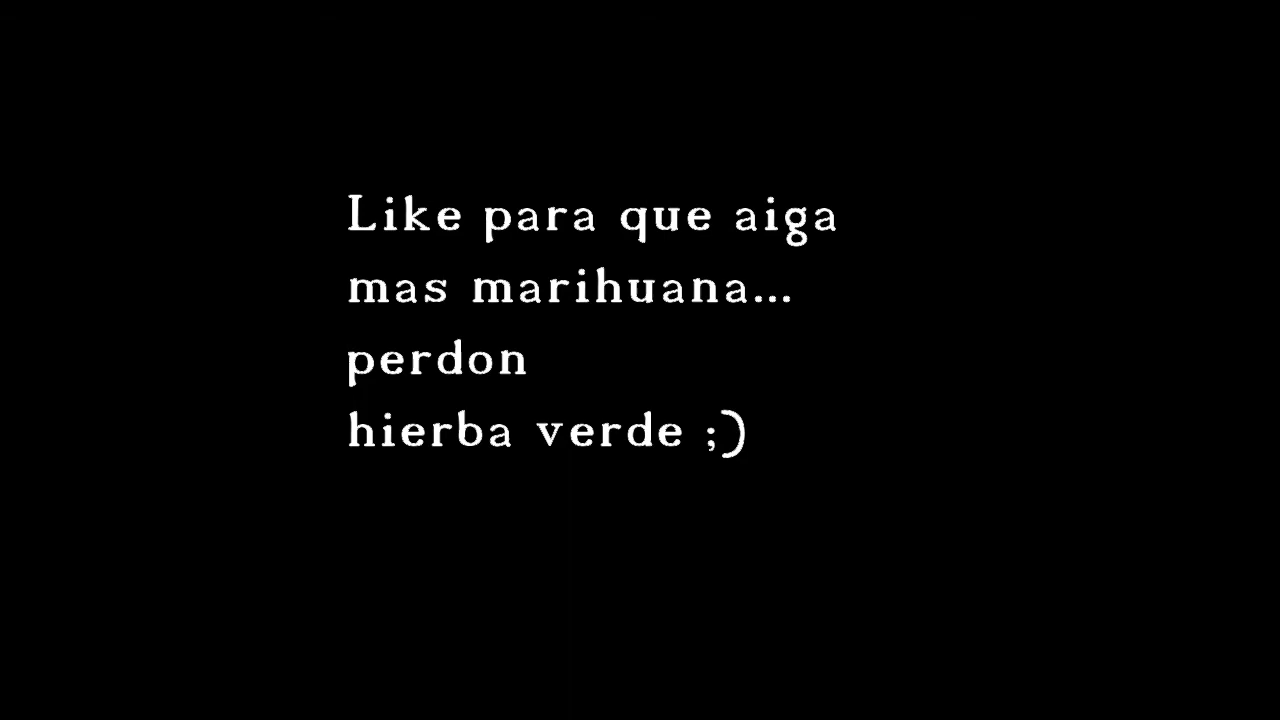 Like para que aiga
mas marihuana...
perdon
hierba verde ;)